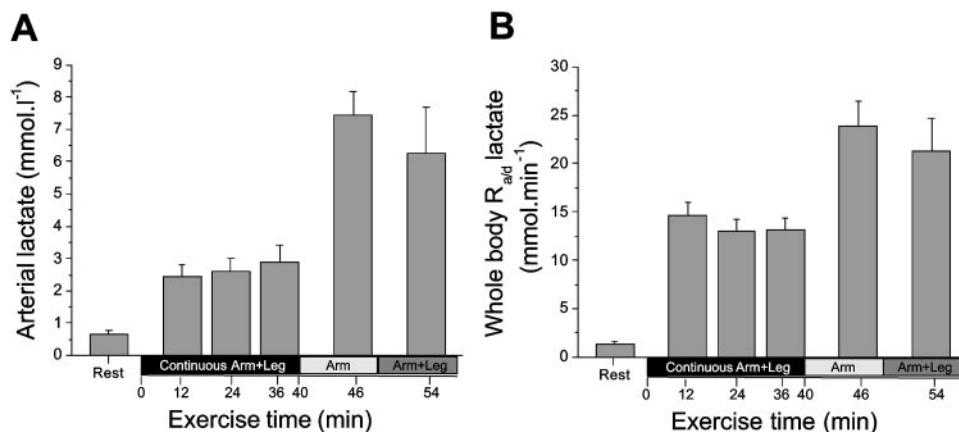 A
Arterial lactate (mmol.l⁻¹)
9
8
7
6
5
4
3
2
1
0
Rest
Continuous Arm+Leg
Arm
Arm+Leg
0 12 24 36 40 46 54
Exercise time (min)
B
Whole body Ra/d lactate
(mmol.min⁻¹)
30
25
20
15
10
5
0
Rest
Continuous Arm+Leg
Arm
Arm+Leg
0 12 24 36 40 46 54
Exercise time (min)